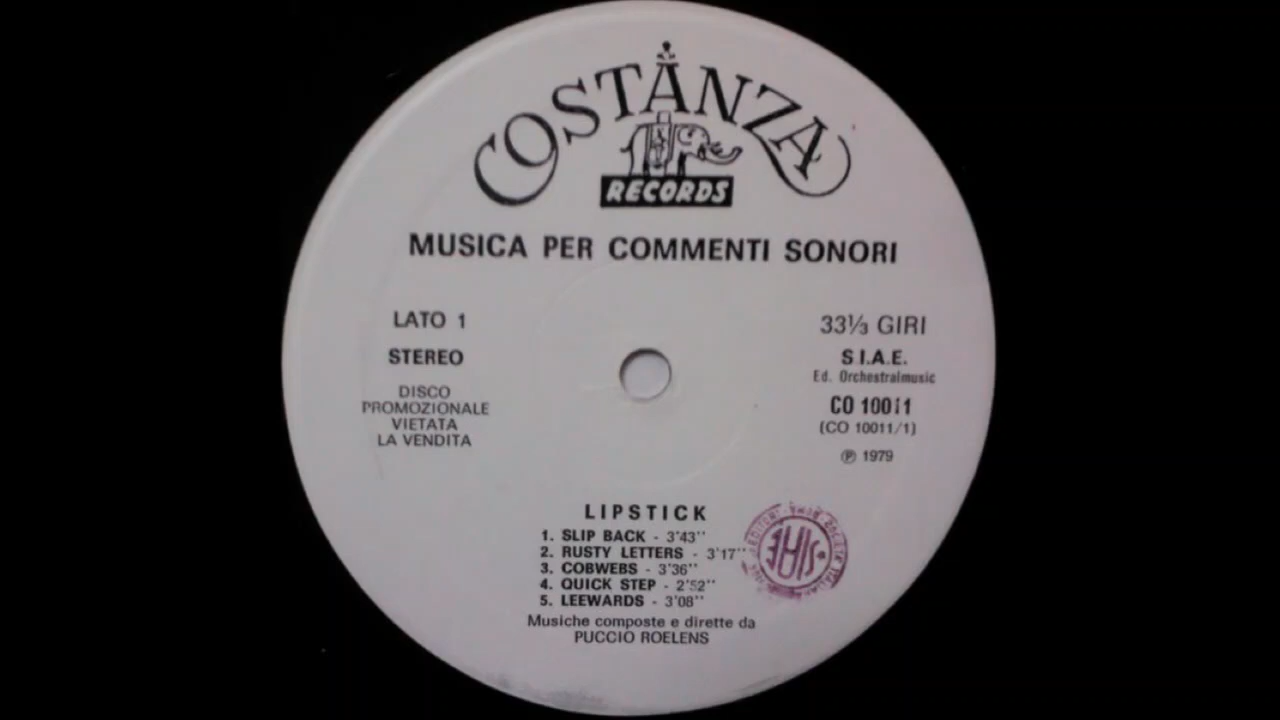 COSTANZA
RECORDS
MUSICA PER COMMENTI SONORI
LATO 1
STEREO
DISCO
PROMOZIONALE
VIETATA
LA VENDITA
33⅓ GIRI
S I.A.E.
Ed. Orchestralmusic
CO 10011
(CO 10011/1)
℗ 1979
LIPSTICK
1. SLIP BACK - 3'43''
2. RUSTY LETTERS - 3'17''
3. COBWEBS - 3'36''
4. QUICK STEP - 2'52''
5. LEEWARDS - 3'08''
Musiche composte e dirette da
PUCCIO ROELENS
SIAE